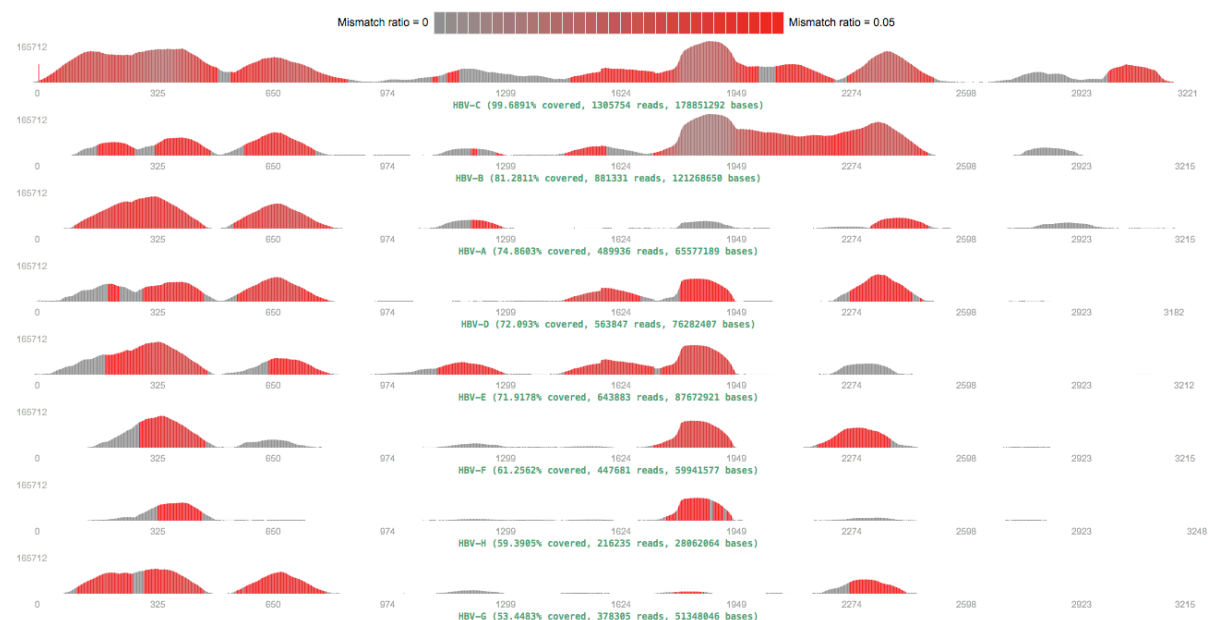 Mismatch ratio = 0 Mismatch ratio = 0.05
165712
0 325 650 974 1299 1624 1949 2274 2598 2923 3221
HBV-C (99.6891% covered, 1305754 reads, 178851292 bases)
165712
0 325 650 974 1299 1624 1949 2274 2598 2923 3215
HBV-B (81.2811% covered, 881331 reads, 121268650 bases)
165712
0 325 650 974 1299 1624 1949 2274 2598 2923 3215
HBV-A (74.8603% covered, 489936 reads, 65577189 bases)
165712
0 325 650 974 1299 1624 1949 2274 2598 2923 3182
HBV-D (72.093% covered, 563847 reads, 76282407 bases)
165712
0 325 650 974 1299 1624 1949 2274 2598 2923 3212
HBV-E (71.9178% covered, 643883 reads, 87672921 bases)
165712
0 325 650 974 1299 1624 1949 2274 2598 2923 3215
HBV-F (61.2562% covered, 447681 reads, 59941577 bases)
165712
0 325 650 974 1299 1624 1949 2274 2598 2923 3248
HBV-H (59.3905% covered, 216235 reads, 28062064 bases)
165712
0 325 650 974 1299 1624 1949 2274 2598 2923 3215
HBV-G (53.4483% covered, 378305 reads, 51348046 bases)